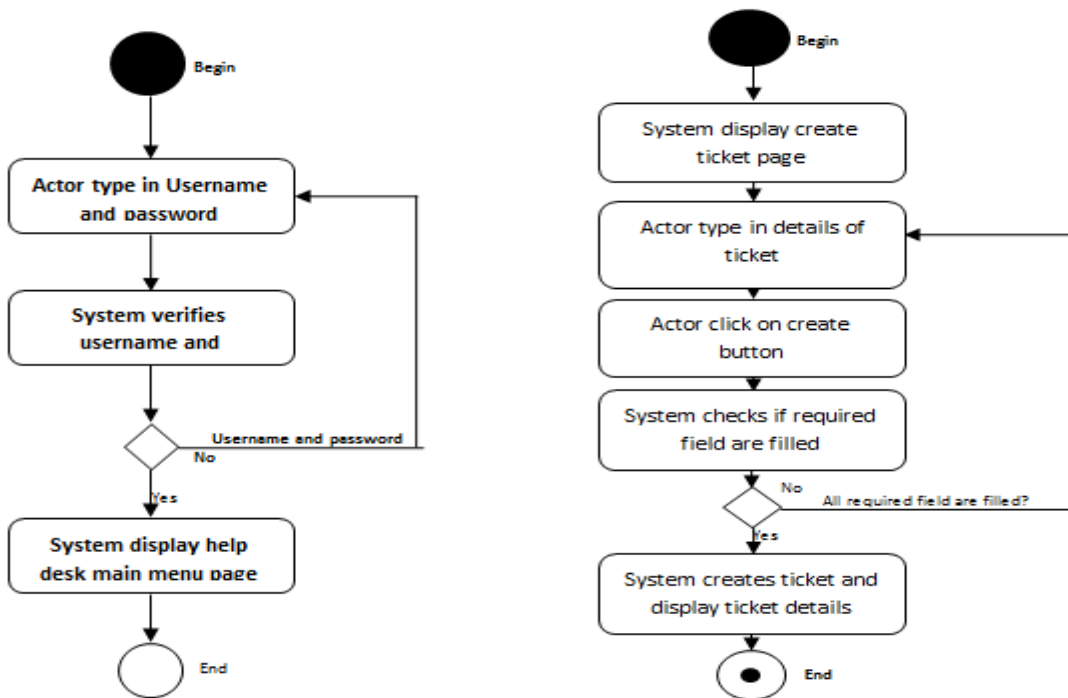 Begin
Actor type in Username
and password
System verifies
username and
Username and password
No
Yes
System display help
desk main menu page
End
Begin
System display create
ticket page
Actor type in details of
ticket
Actor click on create
button
System checks if required
field are filled
No
All required field are filled?
Yes
System creates ticket and
display ticket details
End